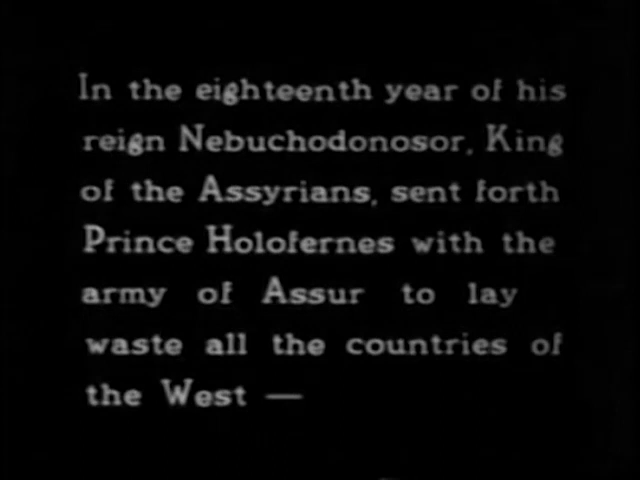 In the eighteenth year of his
reign Nebuchodonosor, King
of the Assyrians, sent forth
Prince Holofernes with the
army of Assur to lay
waste all the countries of
the West —